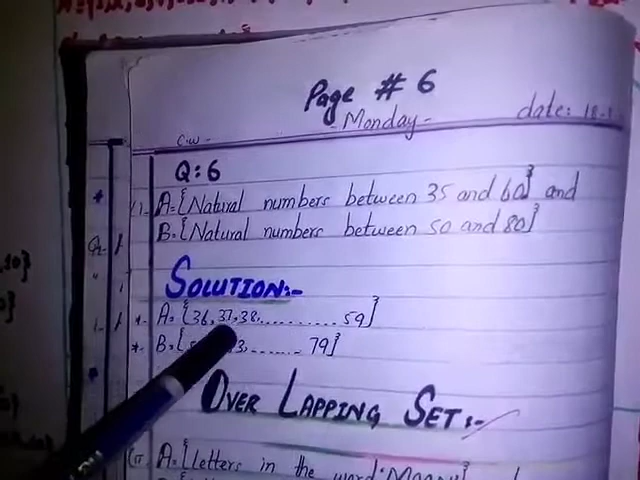 Page # 6
- Monday -
date: 18-1
C.W -
Q:6
(i- A={Natural numbers between 35 and 60} and
B={Natural numbers between 50 and 80}
SOLUTION:-
*- A={36,37,38,..........59}
*- B={ 3,....... 79}
OVER LAPPING SET:-
A={Letters in the word